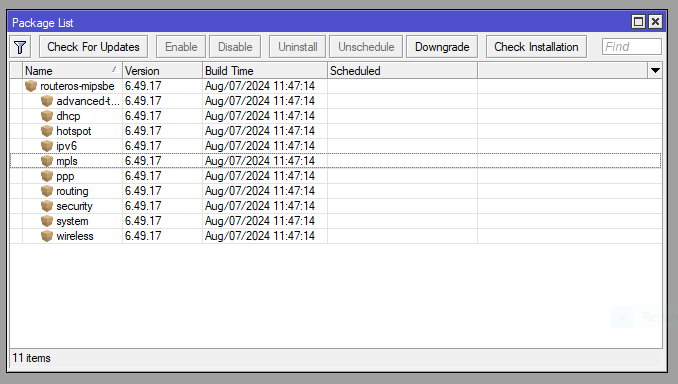 Package List
Check For Updates Enable Disable Uninstall Unschedule Downgrade Check Installation Find
Name Version Build Time Scheduled
routeros-mipsbe 6.49.17 Aug/07/2024 11:47:14
advanced-t... 6.49.17 Aug/07/2024 11:47:14
dhcp 6.49.17 Aug/07/2024 11:47:14
hotspot 6.49.17 Aug/07/2024 11:47:14
ipv6 6.49.17 Aug/07/2024 11:47:14
mpls 6.49.17 Aug/07/2024 11:47:14
ppp 6.49.17 Aug/07/2024 11:47:14
routing 6.49.17 Aug/07/2024 11:47:14
security 6.49.17 Aug/07/2024 11:47:14
system 6.49.17 Aug/07/2024 11:47:14
wireless 6.49.17 Aug/07/2024 11:47:14
11 items